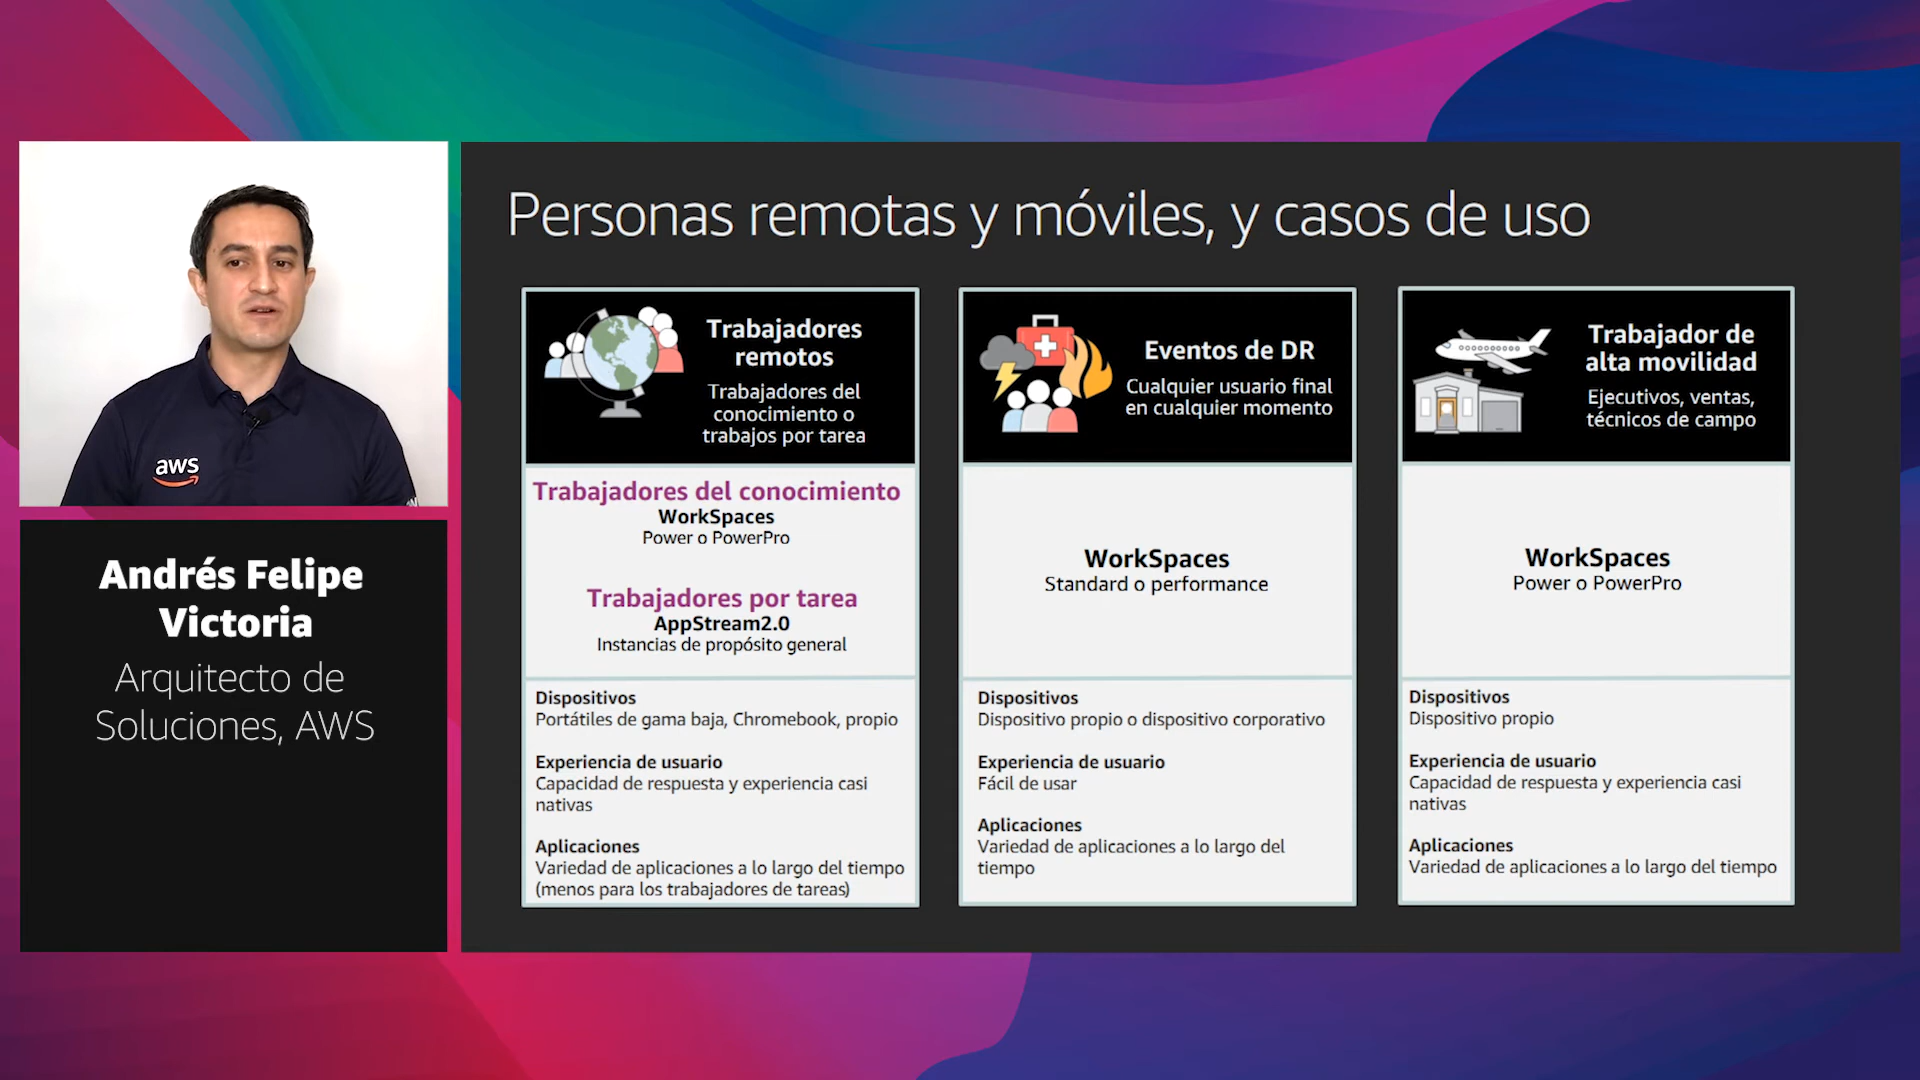 Personas remotas y móviles, y casos de uso
Trabajadores
remotos
Trabajadores del
conocimiento o
trabajos por tarea
Trabajadores del conocimiento
WorkSpaces
Power o PowerPro
Trabajadores por tarea
AppStream2.0
Instancias de propósito general
Dispositivos
Portátiles de gama baja, Chromebook, propio
Experiencia de usuario
Capacidad de respuesta y experiencia casi
nativas
Aplicaciones
Variedad de aplicaciones a lo largo del tiempo
(menos para los trabajadores de tareas)
Eventos de DR
Cualquier usuario final
en cualquier momento
WorkSpaces
Standard o performance
Dispositivos
Dispositivo propio o dispositivo corporativo
Experiencia de usuario
Fácil de usar
Aplicaciones
Variedad de aplicaciones a lo largo del
tiempo
Trabajador de
alta movilidad
Ejecutivos, ventas,
técnicos de campo
WorkSpaces
Power o PowerPro
Dispositivos
Dispositivo propio
Experiencia de usuario
Capacidad de respuesta y experiencia casi
nativas
Aplicaciones
Variedad de aplicaciones a lo largo del tiempo
aws
Andrés Felipe
Victoria
Arquitecto de
Soluciones, AWS